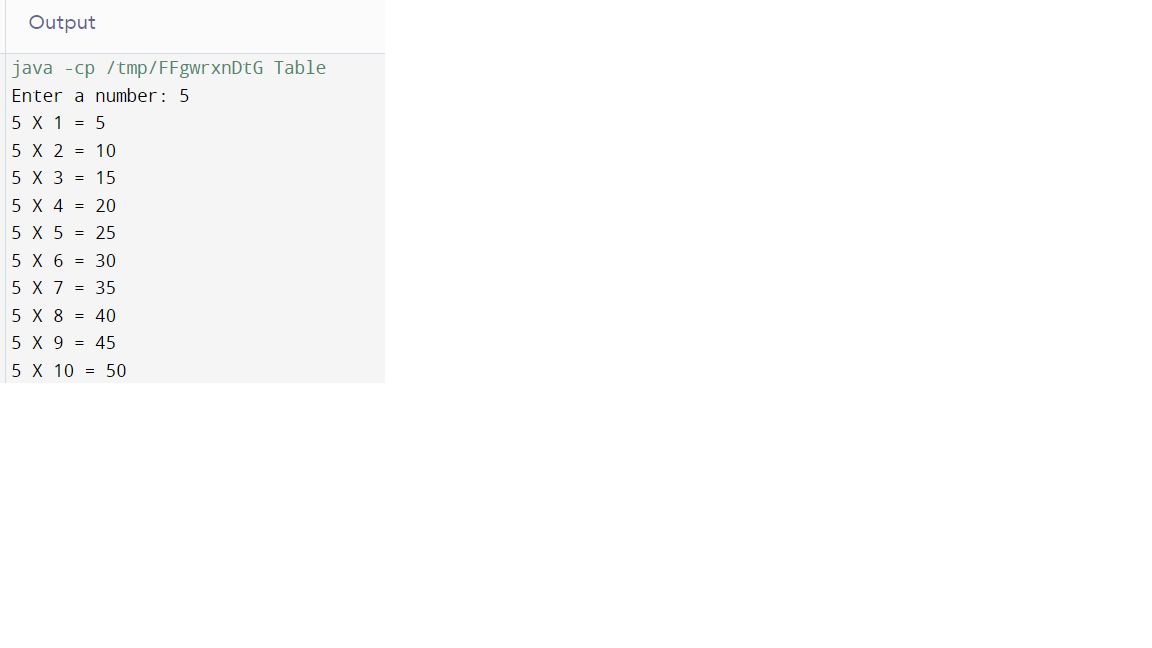 Output
java -cp /tmp/FFgwrxnDtG Table
Enter a number: 5
5 X 1 = 5
5 X 2 = 10
5 X 3 = 15
5 X 4 = 20
5 X 5 = 25
5 X 6 = 30
5 X 7 = 35
5 X 8 = 40
5 X 9 = 45
5 X 10 = 50